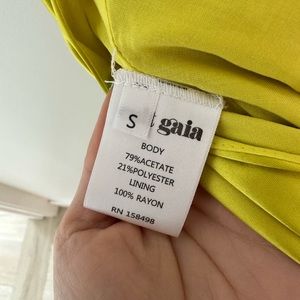 S gaia
BODY
79%ACETATE
21%POLYESTER
LINING
100% RAYON
RN 158498